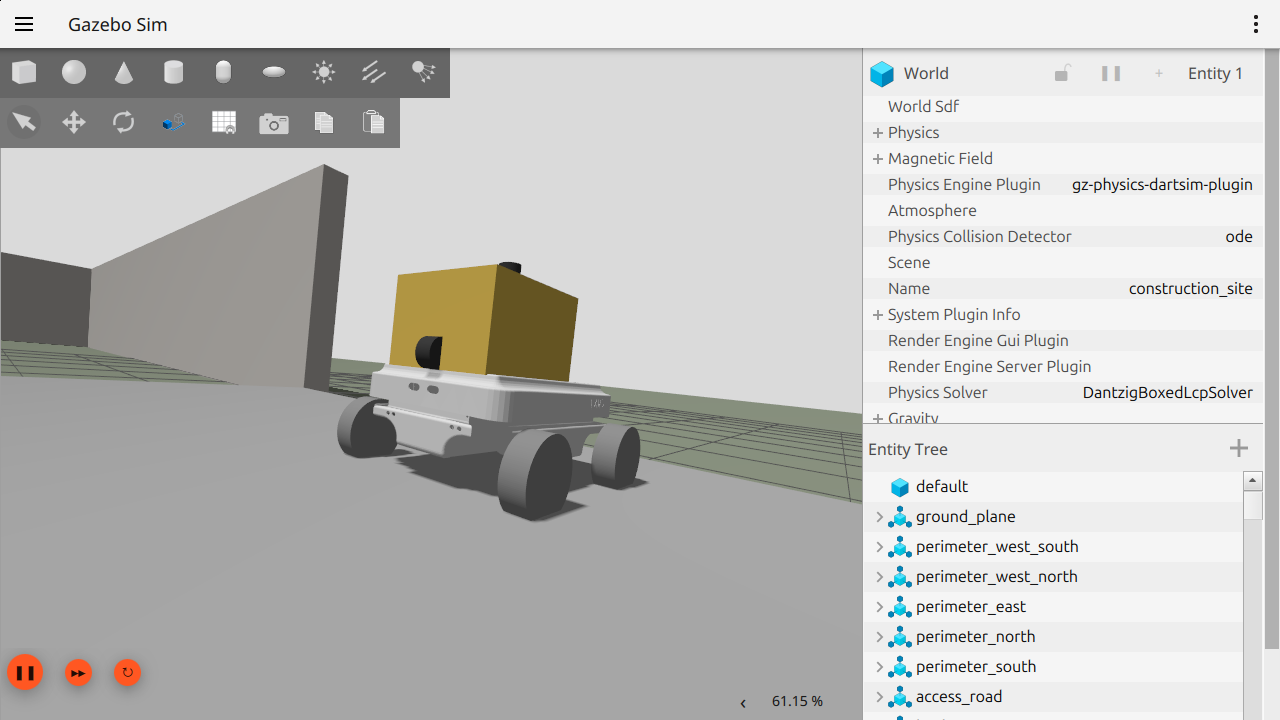 Gazebo Sim
World
Entity 1
World Sdf
Physics
Magnetic Field
Physics Engine Plugin gz-physics-dartsim-plugin
Atmosphere
Physics Collision Detector ode
Scene
Name construction_site
System Plugin Info
Render Engine Gui Plugin
Render Engine Server Plugin
Physics Solver DantzigBoxedLcpSolver
Gravity
Entity Tree
default
ground_plane
perimeter_west_south
perimeter_west_north
perimeter_east
perimeter_north
perimeter_south
access_road
61.15 %